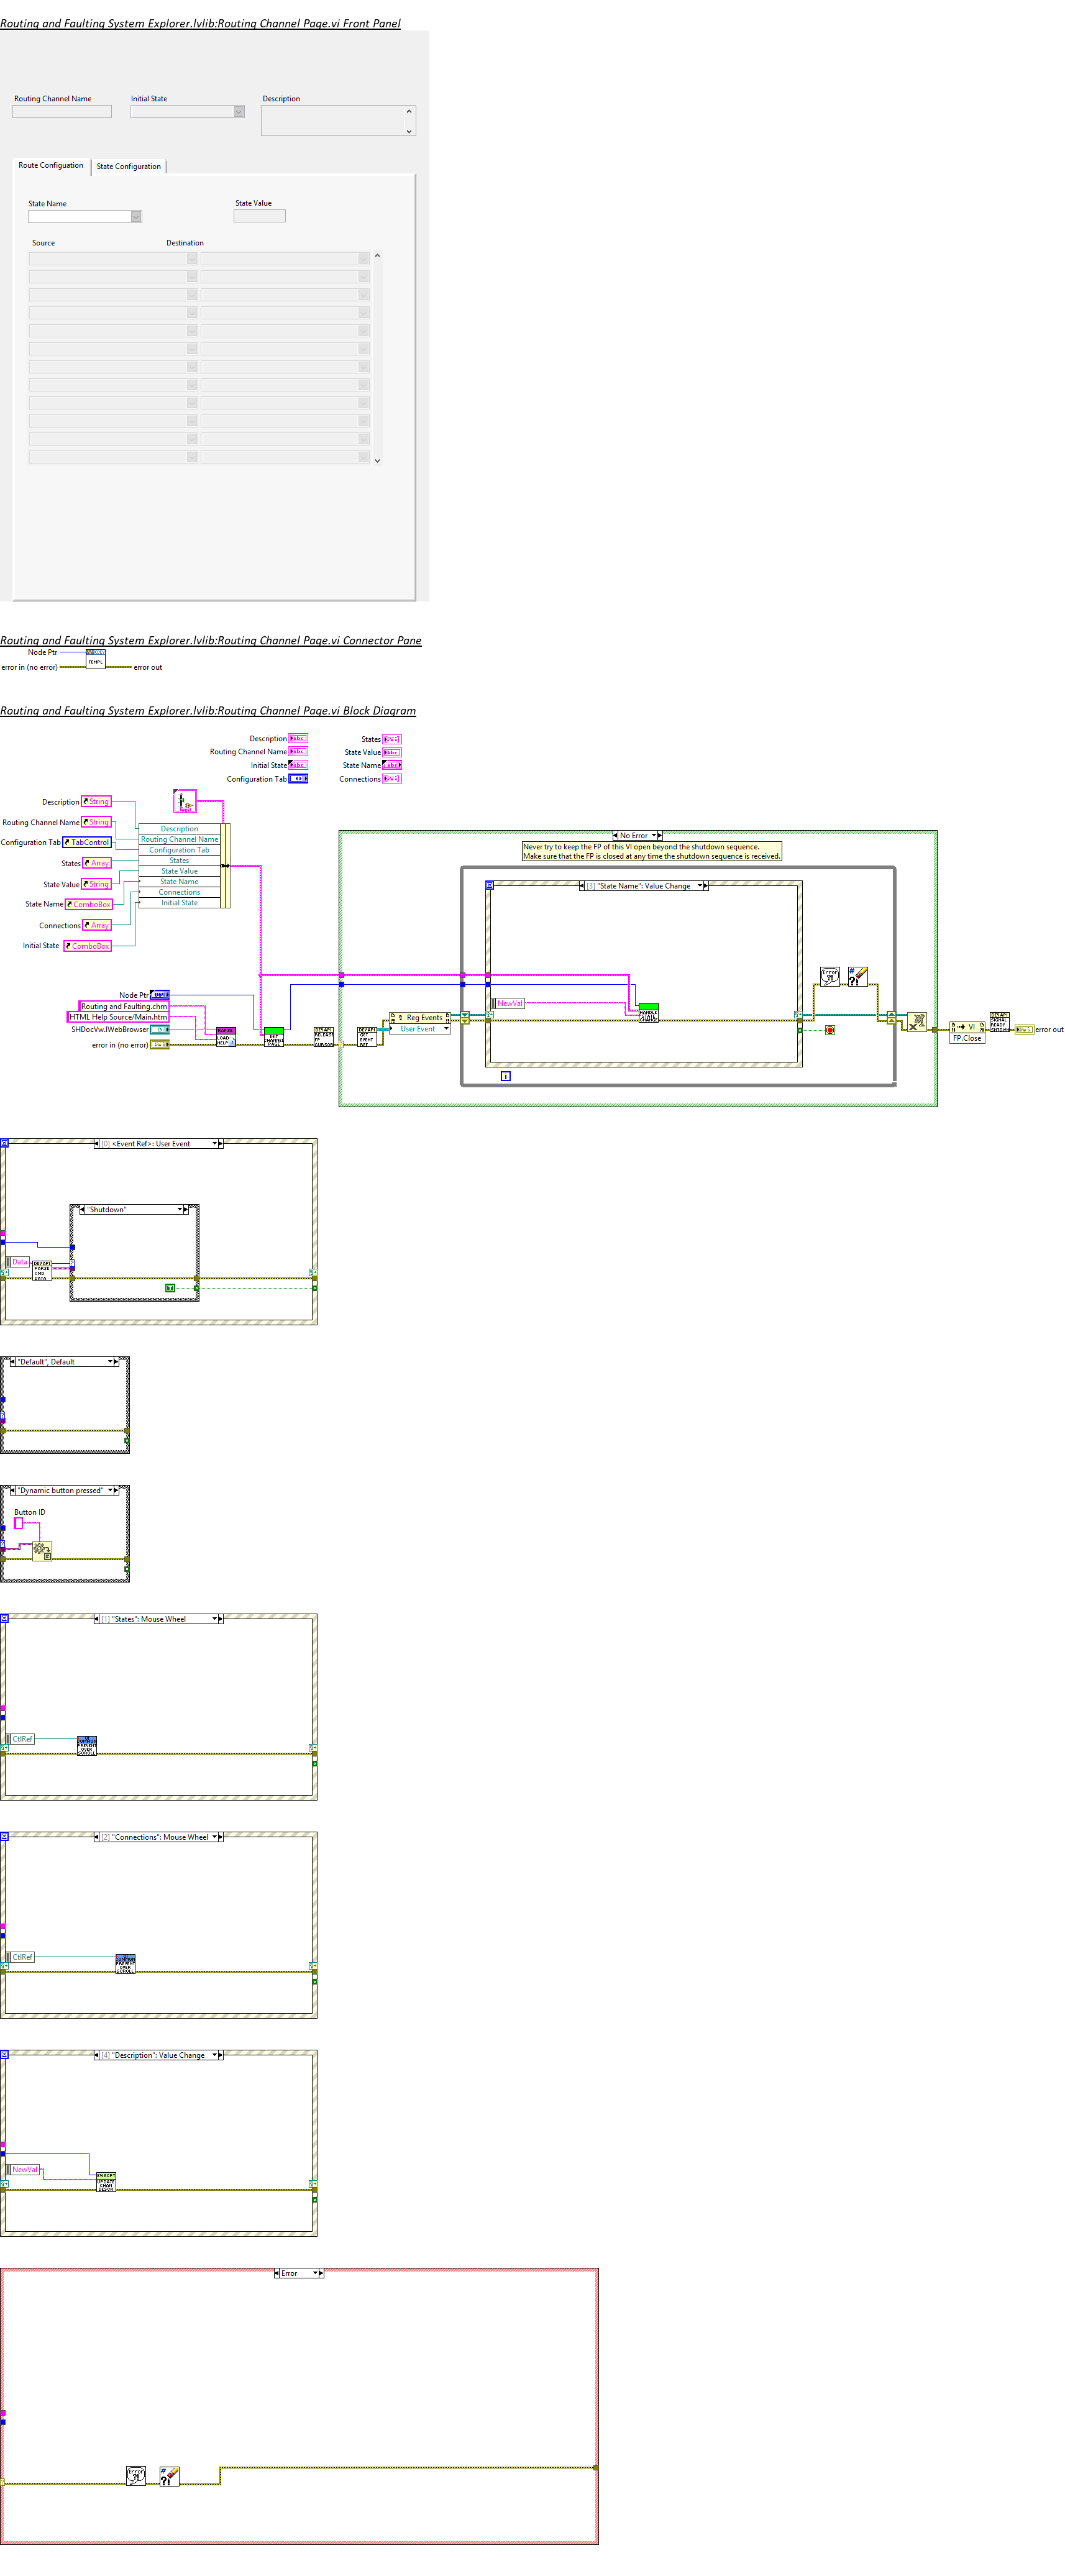 Routing and Faulting System Explorer.lvlib:Routing Channel Page.vi Front Panel
Routing Channel Name
Initial State
Description
Route Configuation
State Configuration
State Name
State Value
Source
Destination
Routing and Faulting System Explorer.lvlib:Routing Channel Page.vi Connector Pane
Node Ptr
TEMPL
error in (no error)
error out
Routing and Faulting System Explorer.lvlib:Routing Channel Page.vi Block Diagram
Description
States
Routing Channel Name
State Value
Initial State
State Name
Configuration Tab
Connections
Description String
Routing Channel Name String
Configuration Tab TabControl
States Array
State Value String
State Name ComboBox
Connections Array
Initial State ComboBox
Description
Routing Channel Name
Configuration Tab
States
State Value
State Name
Connections
Initial State
No Error
Never try to keep the FP of this VI open beyond the shutdown sequence.
Make sure that the FP is closed at any time the shutdown sequence is received.
[3] "State Name": Value Change
Node Ptr
Routing and Faulting.chm
HTML Help Source/Main.htm
SHDocVw.IWebBrowser
error in (no error)
LOAD HELP
INIT CHANNEL PAGE
RELEASE FP CURSOR
GET EVENT REF
Reg Events
User Event
NewVal
HANDLE STATE
Error
VI
FP.Close
SIGNAL READY
error out
[0] <Event Ref>: User Event
"Shutdown"
Data
PARSE CMD DATA
"Default", Default
"Dynamic button pressed"
Button ID
[1] "States": Mouse Wheel
CtlRef
PREVENT OVER SCROLL
[2] "Connections": Mouse Wheel
CtlRef
PREVENT OVER SCROLL
[4] "Description": Value Change
NewVal
UPDATE CHAN DESCR
Error
Error